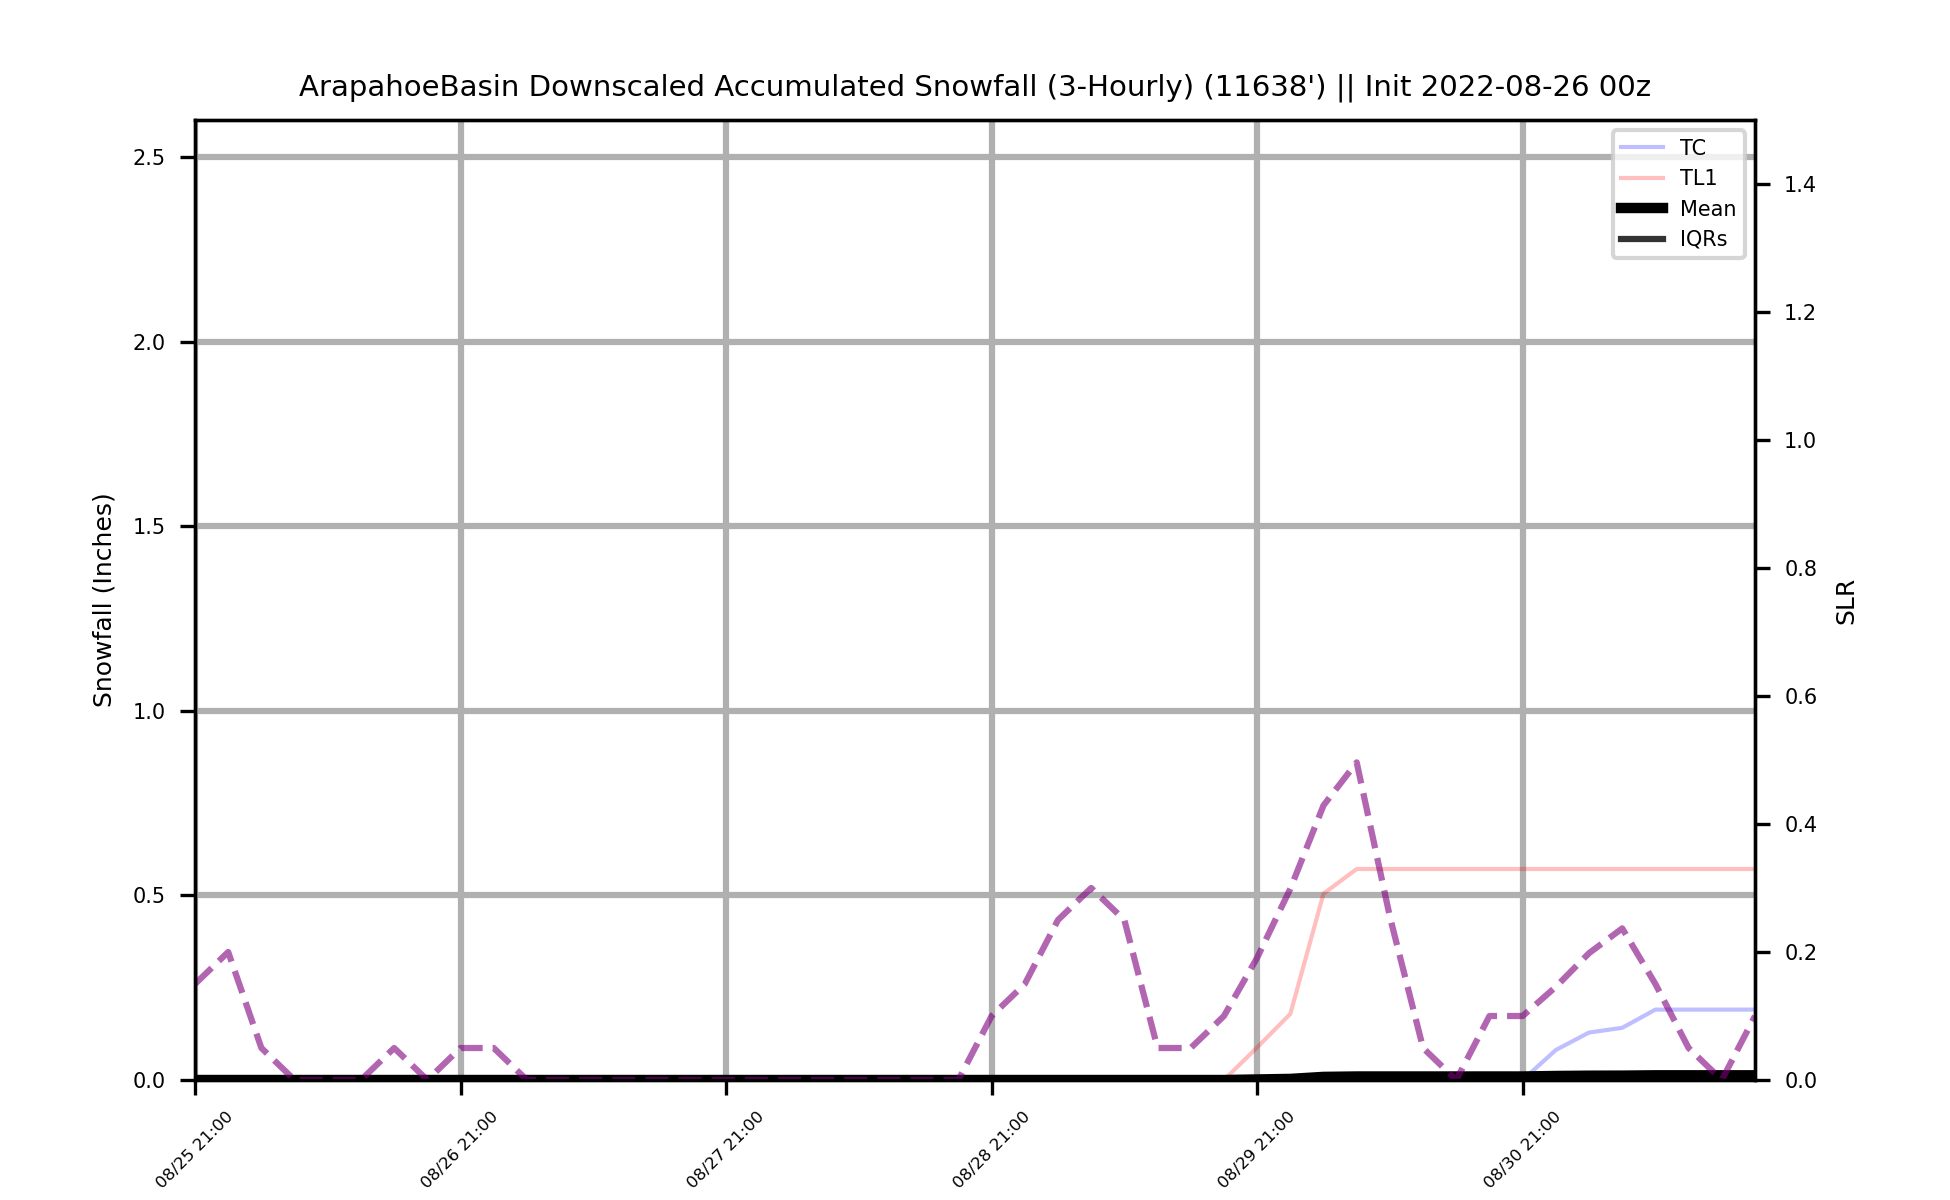 ArapahoeBasin Downscaled Accumulated Snowfall (3-Hourly) (11638') || Init 2022-08-26 00z
TC
TL1
Mean
IQRs
Snowfall (Inches)
2.5
2.0
1.5
1.0
0.5
0.0
1.4
1.2
1.0
0.8
0.6
0.4
0.2
0.0
SLR
08/25 21:00
08/26 21:00
08/27 21:00
08/28 21:00
08/29 21:00
08/30 21:00